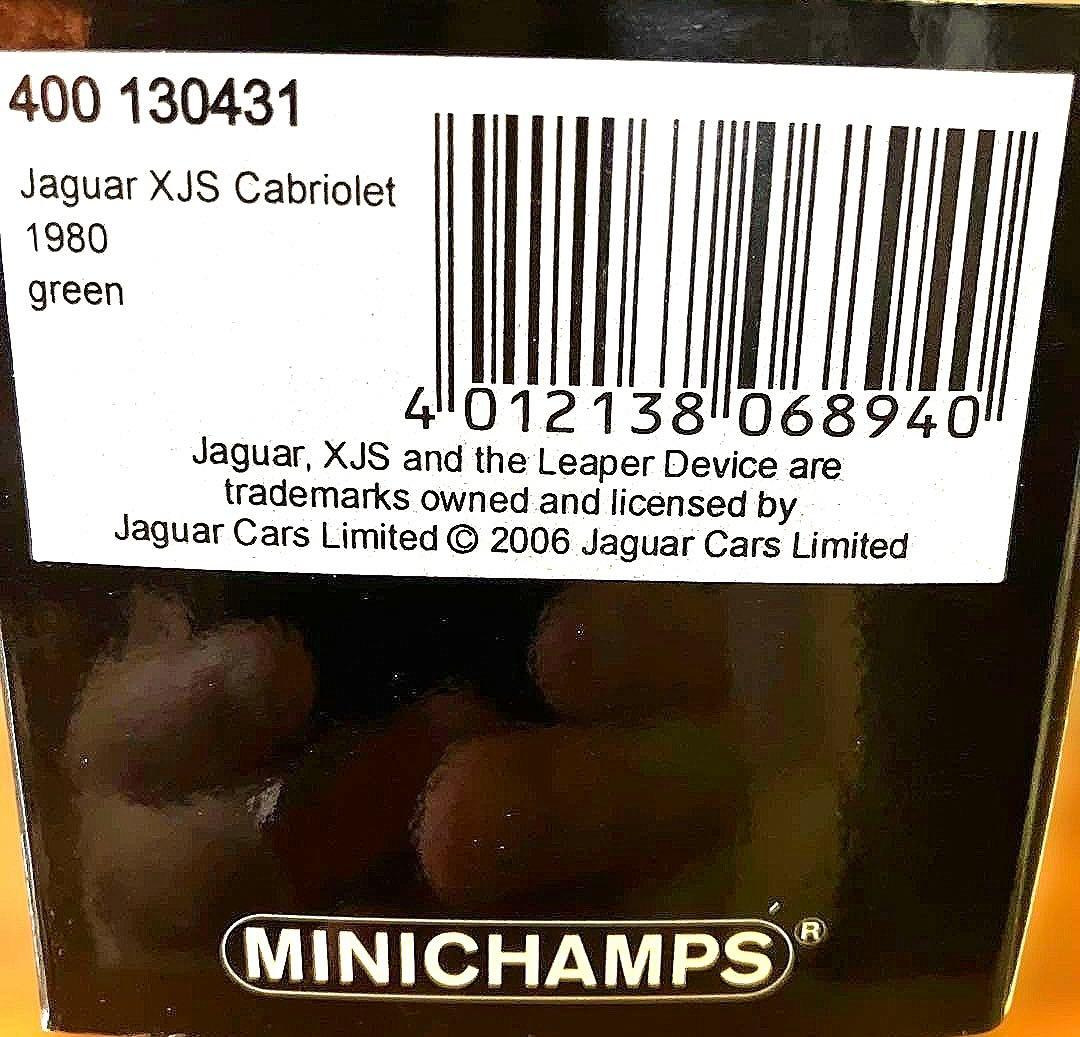 400 130431
Jaguar XJS Cabriolet
1980
green
4 012138 068940
Jaguar, XJS and the Leaper Device are
trademarks owned and licensed by
Jaguar Cars Limited © 2006 Jaguar Cars Limited
MINICHAMPS®